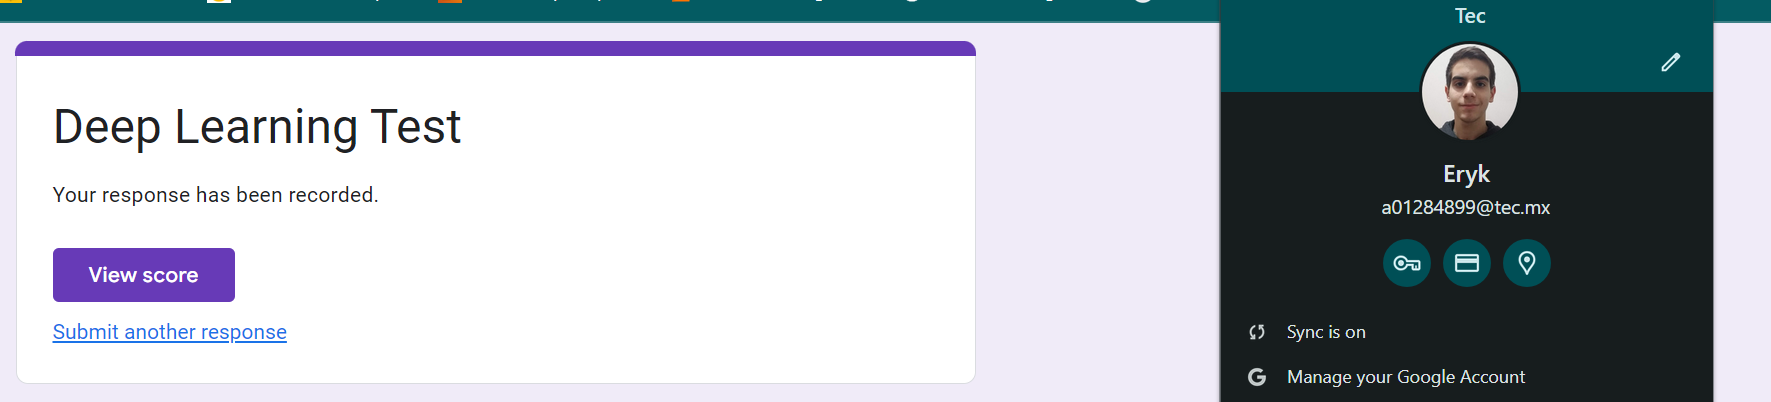 Deep Learning Test
Your response has been recorded.
View score
Submit another response
Tec
Eryk
a01284899@tec.mx
Sync is on
Manage your Google Account